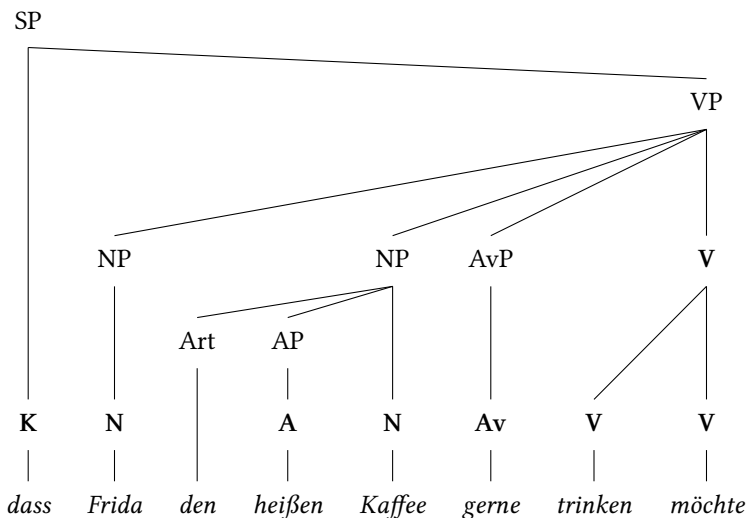 SP
VP
NP NP AvP V
Art AP
K N A N Av V V
dass Frida den heißen Kaffee gerne trinken möchte